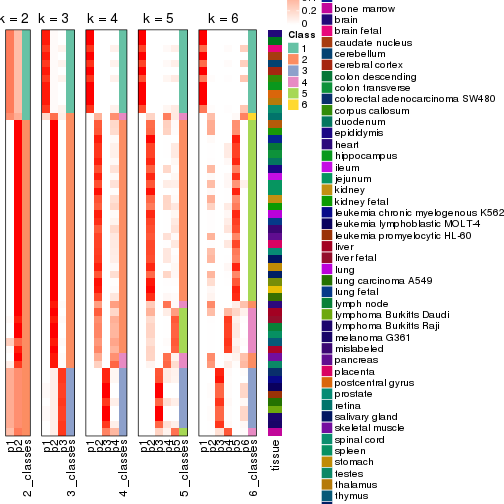 k = 2
k = 3
k = 4
k = 5
k = 6
0.2
0
Class
1
2
3
4
5
6
bone marrow
brain
brain fetal
caudate nucleus
cerebellum
cerebral cortex
colon descending
colon transverse
colorectal adenocarcinoma SW480
corpus callosum
duodenum
epididymis
heart
hippocampus
ileum
jejunum
kidney
kidney fetal
leukemia chronic myelogenous K562
leukemia lymphoblastic MOLT-4
leukemia promyelocytic HL-60
liver
liver fetal
lung
lung carcinoma A549
lung fetal
lymph node
lymphoma Burkitts Daudi
lymphoma Burkitts Raji
melanoma G361
mislabeled
pancreas
placenta
postcentral gyrus
prostate
retina
salivary gland
skeletal muscle
spinal cord
spleen
stomach
testes
thalamus
thymus
p1
p2
2_classes
p1
p2
p3
3_classes
p1
p2
p3
p4
4_classes
p1
p2
p3
p4
p5
5_classes
p1
p2
p3
p4
p5
p6
6_classes
tissue